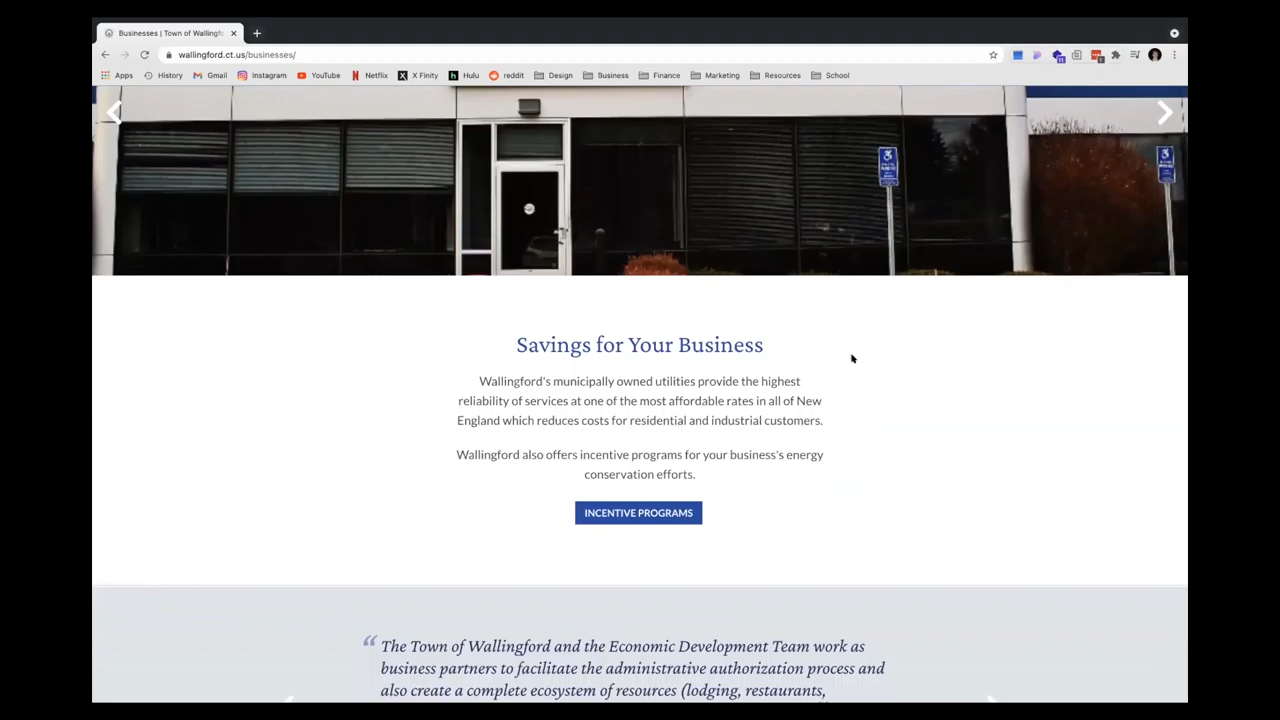 Businesses | Town of Wallingfo
wallingford.ct.us/businesses/
Apps History Gmail Instagram YouTube Netflix X Finity Hulu reddit Design Business Finance Marketing Resources School
Savings for Your Business
Wallingford's municipally owned utilities provide the highest
reliability of services at one of the most affordable rates in all of New
England which reduces costs for residential and industrial customers.
Wallingford also offers incentive programs for your business's energy
conservation efforts.
INCENTIVE PROGRAMS
“ The Town of Wallingford and the Economic Development Team work as
business partners to facilitate the administrative authorization process and
also create a complete ecosystem of resources (lodging, restaurants,